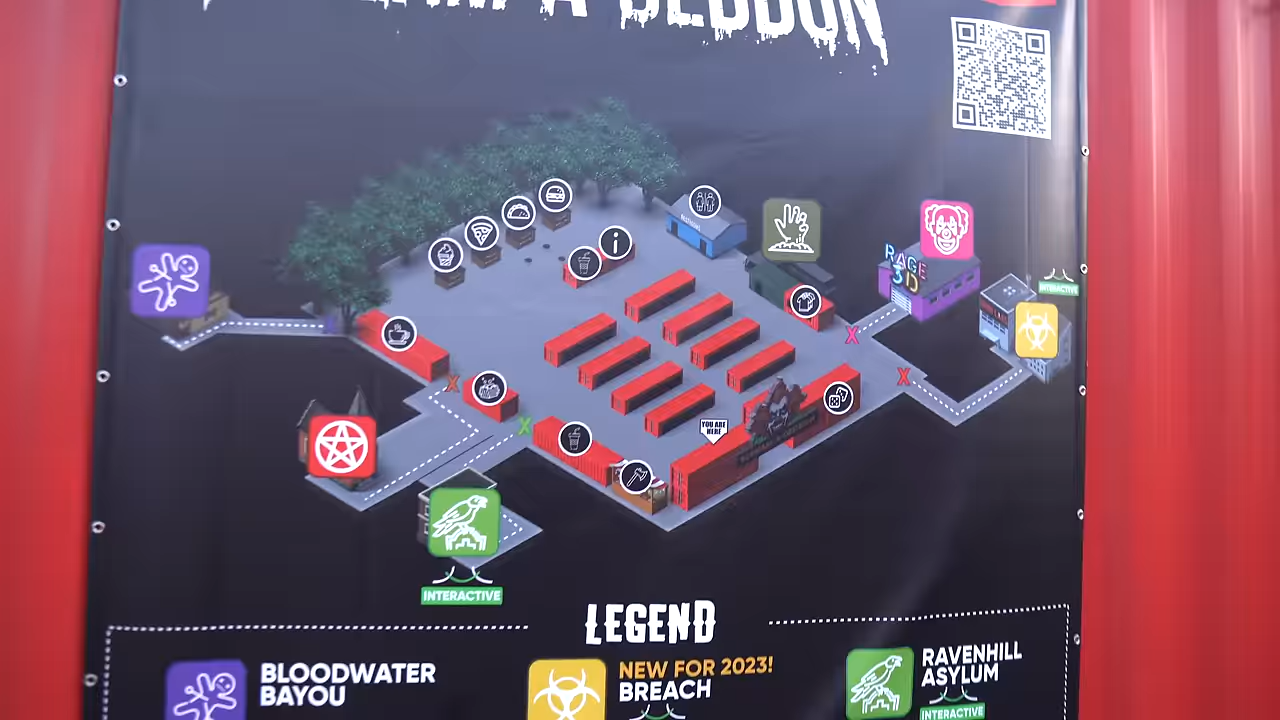 RAGE
3D
INTERACTIVE
YOU ARE
HERE
INTERACTIVE
LEGEND
BLOODWATER
BAYOU
NEW FOR 2023!
BREACH
RAVENHILL
ASYLUM
INTERACTIVE